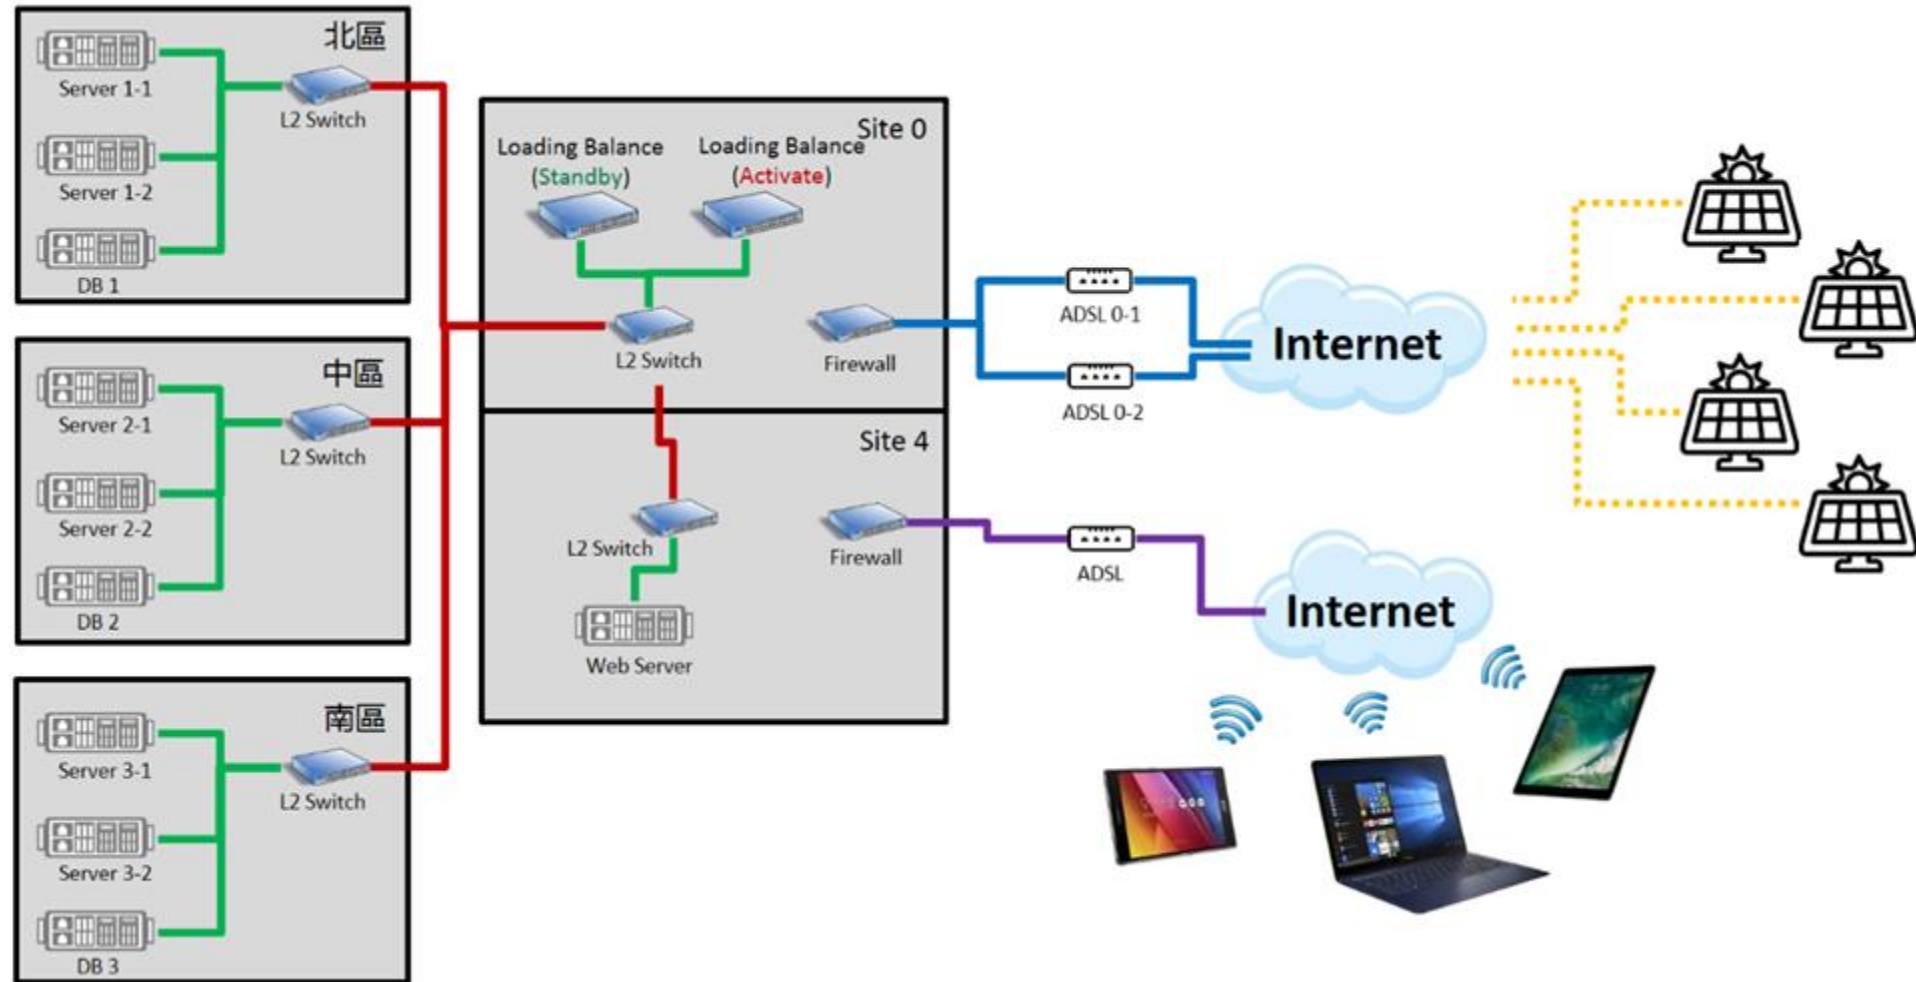 北區
Server 1-1
L2 Switch
Server 1-2
DB 1
中區
Server 2-1
L2 Switch
Server 2-2
DB 2
南區
Server 3-1
L2 Switch
Server 3-2
DB 3
Site 0
Loading Balance
(Standby)
Loading Balance
(Activate)
L2 Switch
Firewall
Site 4
L2 Switch
Firewall
Web Server
ADSL 0-1
ADSL 0-2
Internet
ADSL
Internet